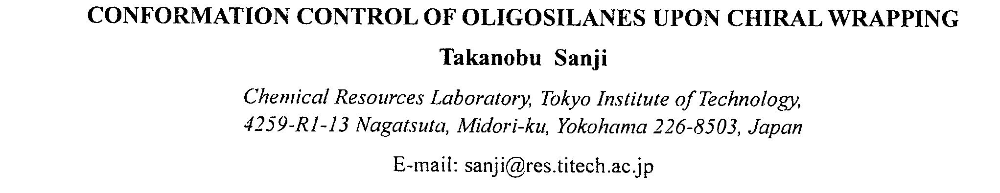 CONFORMATION CONTROL OF OLIGOSILANES UPON CHIRAL WRAPPING
Takanobu Sanji
Chemical Resources Laboratory, Tokyo Institute of Technology,
4259-R1-13 Nagatsuta, Midori-ku, Yokohama 226-8503, Japan
E-mail: sanji@res.titech.ac.jp